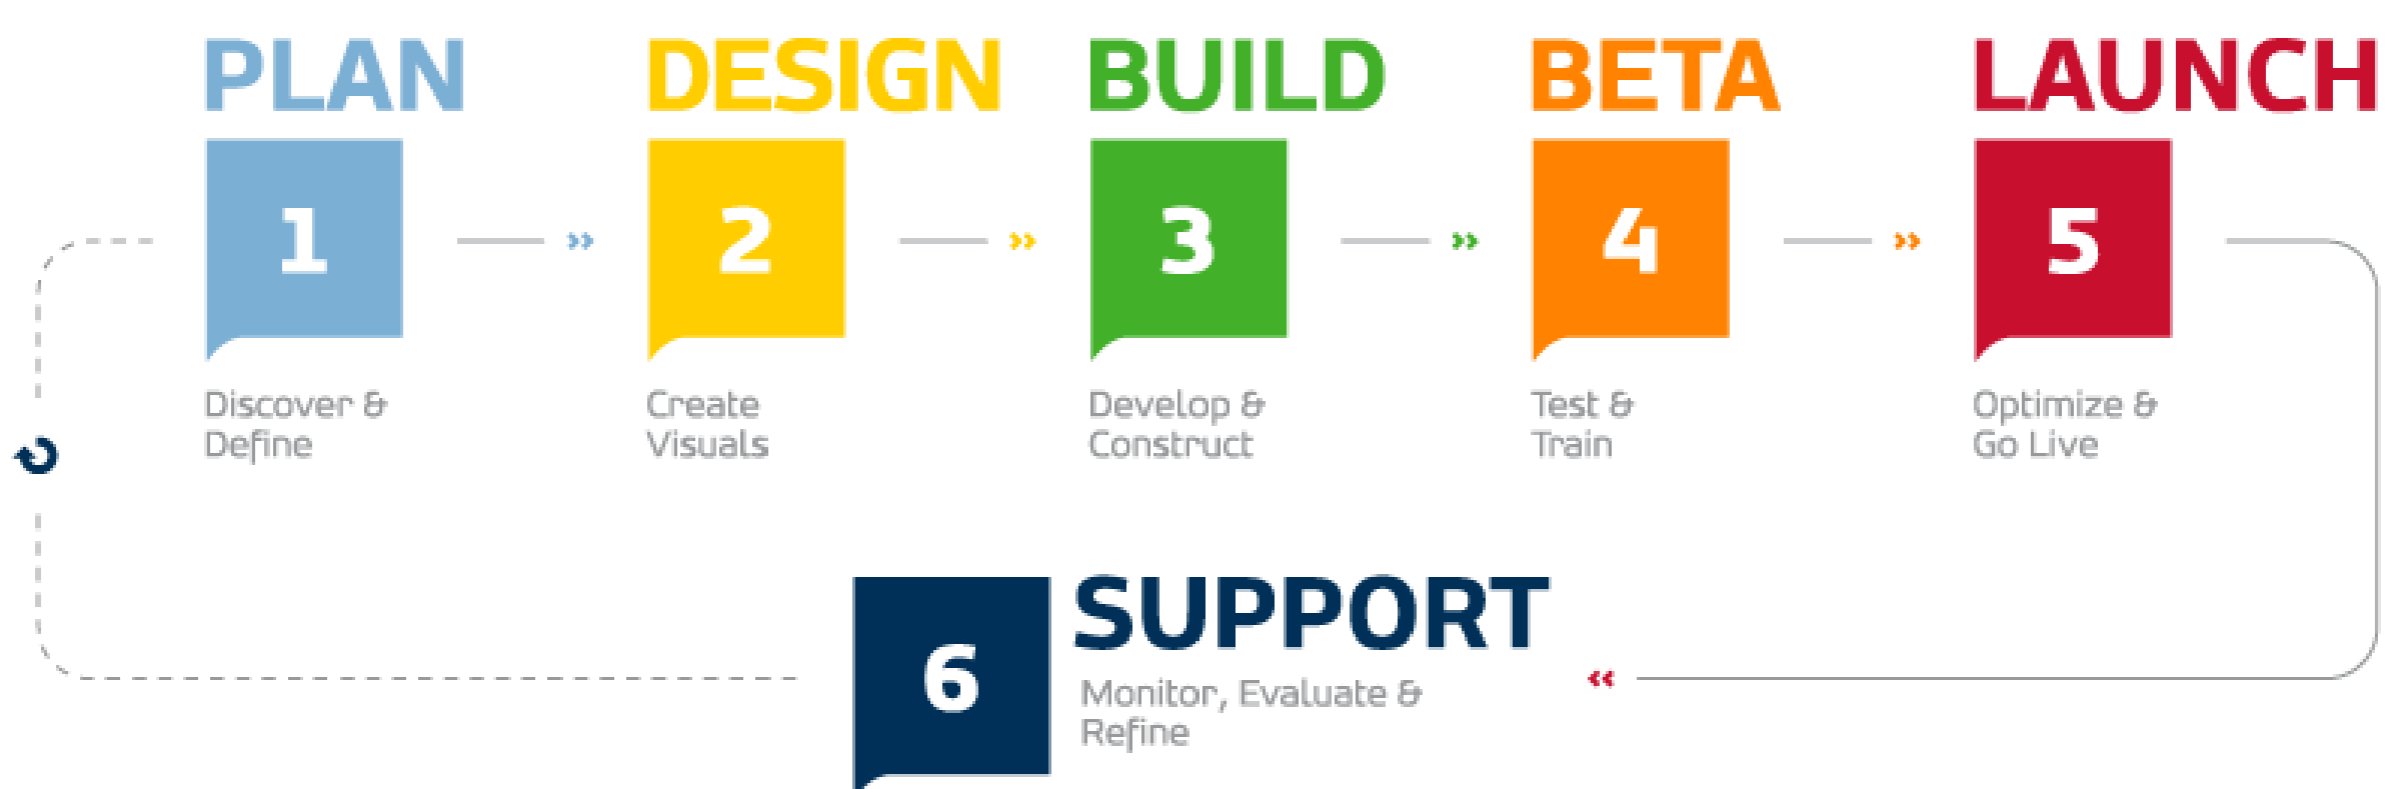 PLAN
1
Discover &
Define
DESIGN
2
Create
Visuals
BUILD
3
Develop &
Construct
BETA
4
Test &
Train
LAUNCH
5
Optimize &
Go Live
6
SUPPORT
Monitor, Evaluate &
Refine